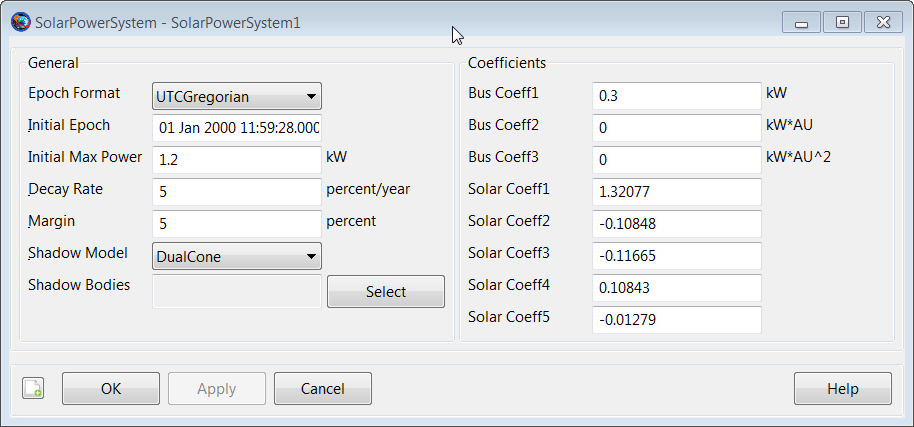 SolarPowerSystem - SolarPowerSystem1
General
Epoch Format UTCGregorian
Initial Epoch 01 Jan 2000 11:59:28.000
Initial Max Power 1.2 kW
Decay Rate 5 percent/year
Margin 5 percent
Shadow Model DualCone
Shadow Bodies Select
Coefficients
Bus Coeff1 0.3 kW
Bus Coeff2 0 kW*AU
Bus Coeff3 0 kW*AU^2
Solar Coeff1 1.32077
Solar Coeff2 -0.10848
Solar Coeff3 -0.11665
Solar Coeff4 0.10843
Solar Coeff5 -0.01279
OK Apply Cancel Help